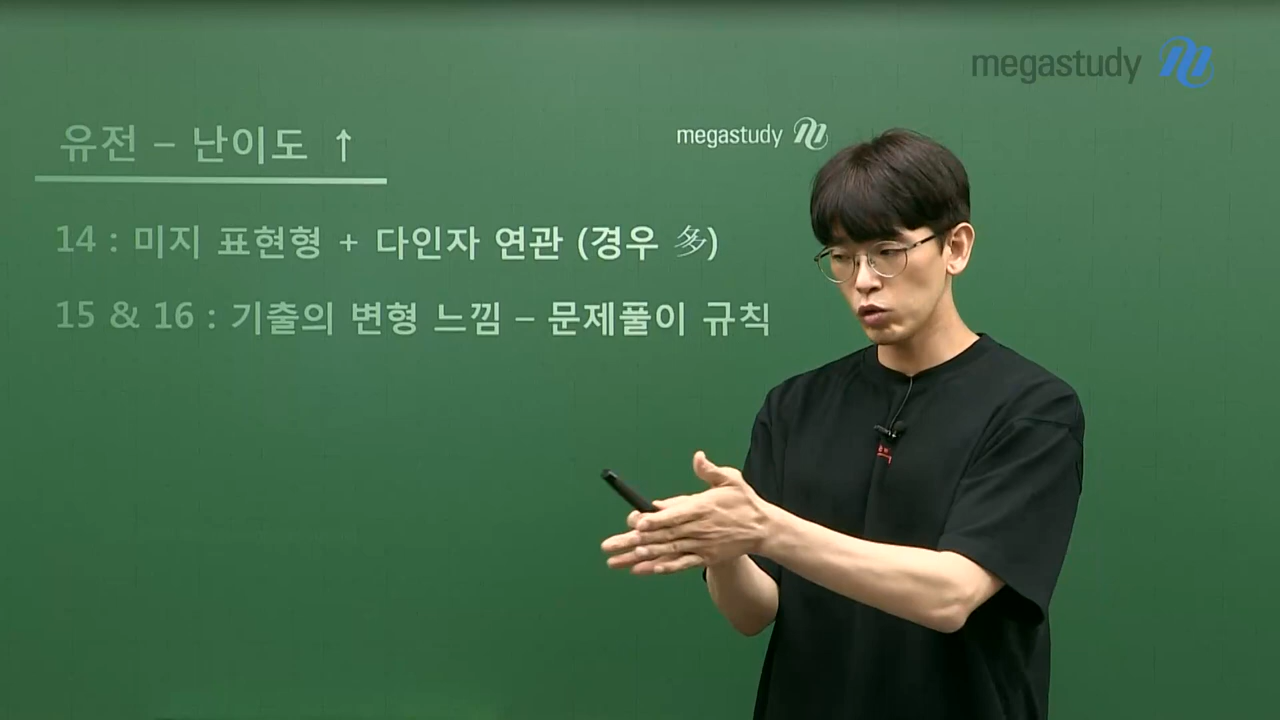 megastudy
megastudy
유전 – 난이도 ↑
14 : 미지 표현형 + 다인자 연관 (경우 多)
15 & 16 : 기출의 변형 느낌 – 문제풀이 규칙